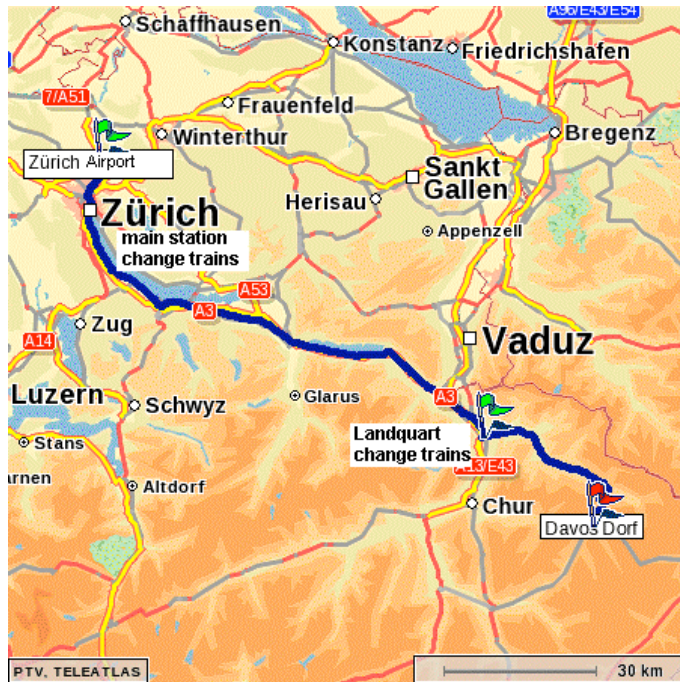 Schaffhausen
A96/E43/E54
Konstanz
Friedrichshafen
7/A51
Frauenfeld
Winterthur
Bregenz
Zürich Airport
Sankt
Gallen
Herisau
Zürich
main station
change trains
Appenzell
A53
A3
Zug
A14
Vaduz
Luzern
Schwyz
Glarus
A3
Stans
Landquart
change trains
A13/E43
arnen
Altdorf
Chur
Davos Dorf
PTV, TELEATLAS
30 km